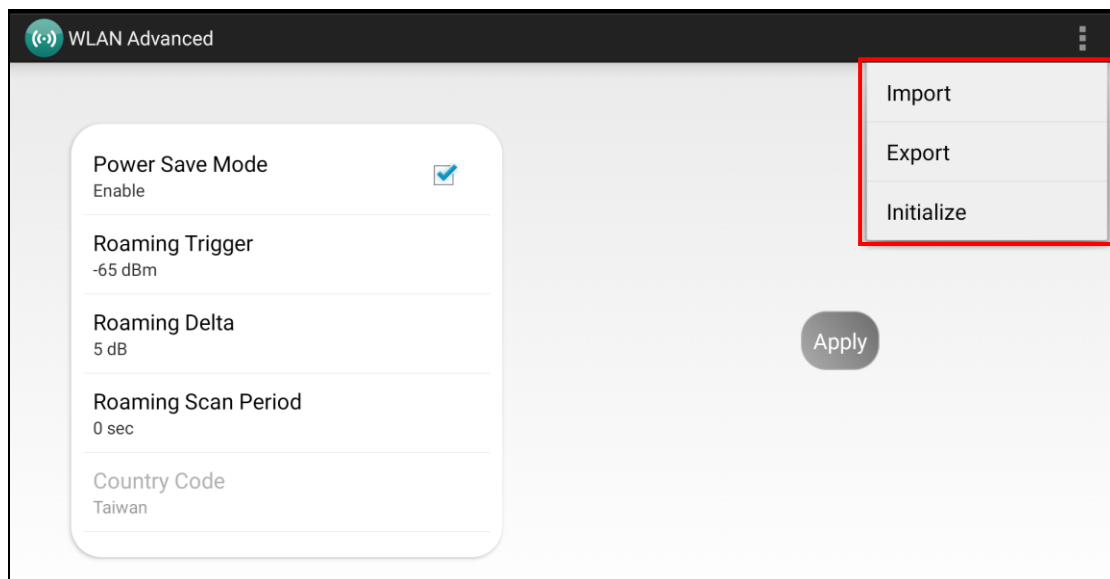 WLAN Advanced
Import
Export
Initialize
Power Save Mode
Enable
Roaming Trigger
-65 dBm
Roaming Delta
5 dB
Roaming Scan Period
0 sec
Country Code
Taiwan
Apply